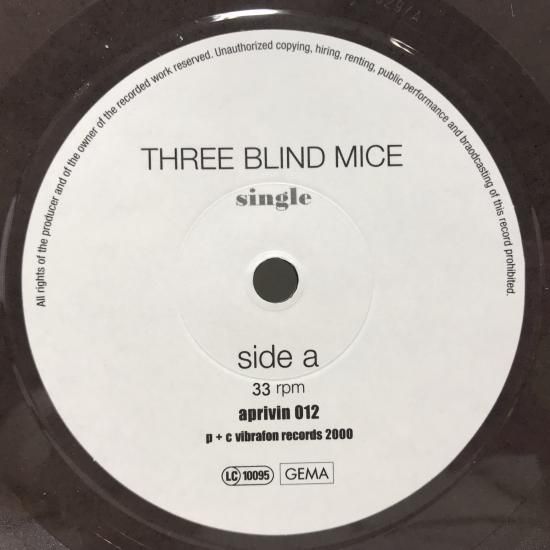 All rights of the producer and of the owner of the recorded work reserved. Unauthorized copying, hiring, renting, public performance and braodcasting of this record prohibited.
THREE BLIND MICE
single
side a
33 rpm
aprivin 012
p + c vibrafon records 2000
LC 10095 GEMA